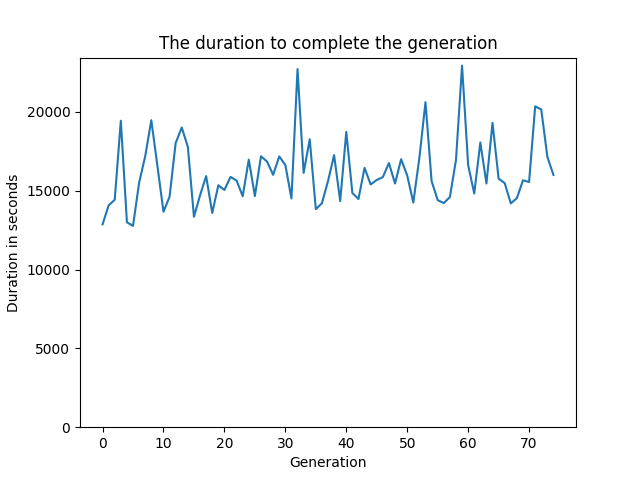 The duration to complete the generation
Duration in seconds
20000
15000
10000
5000
0
0 10 20 30 40 50 60 70
Generation